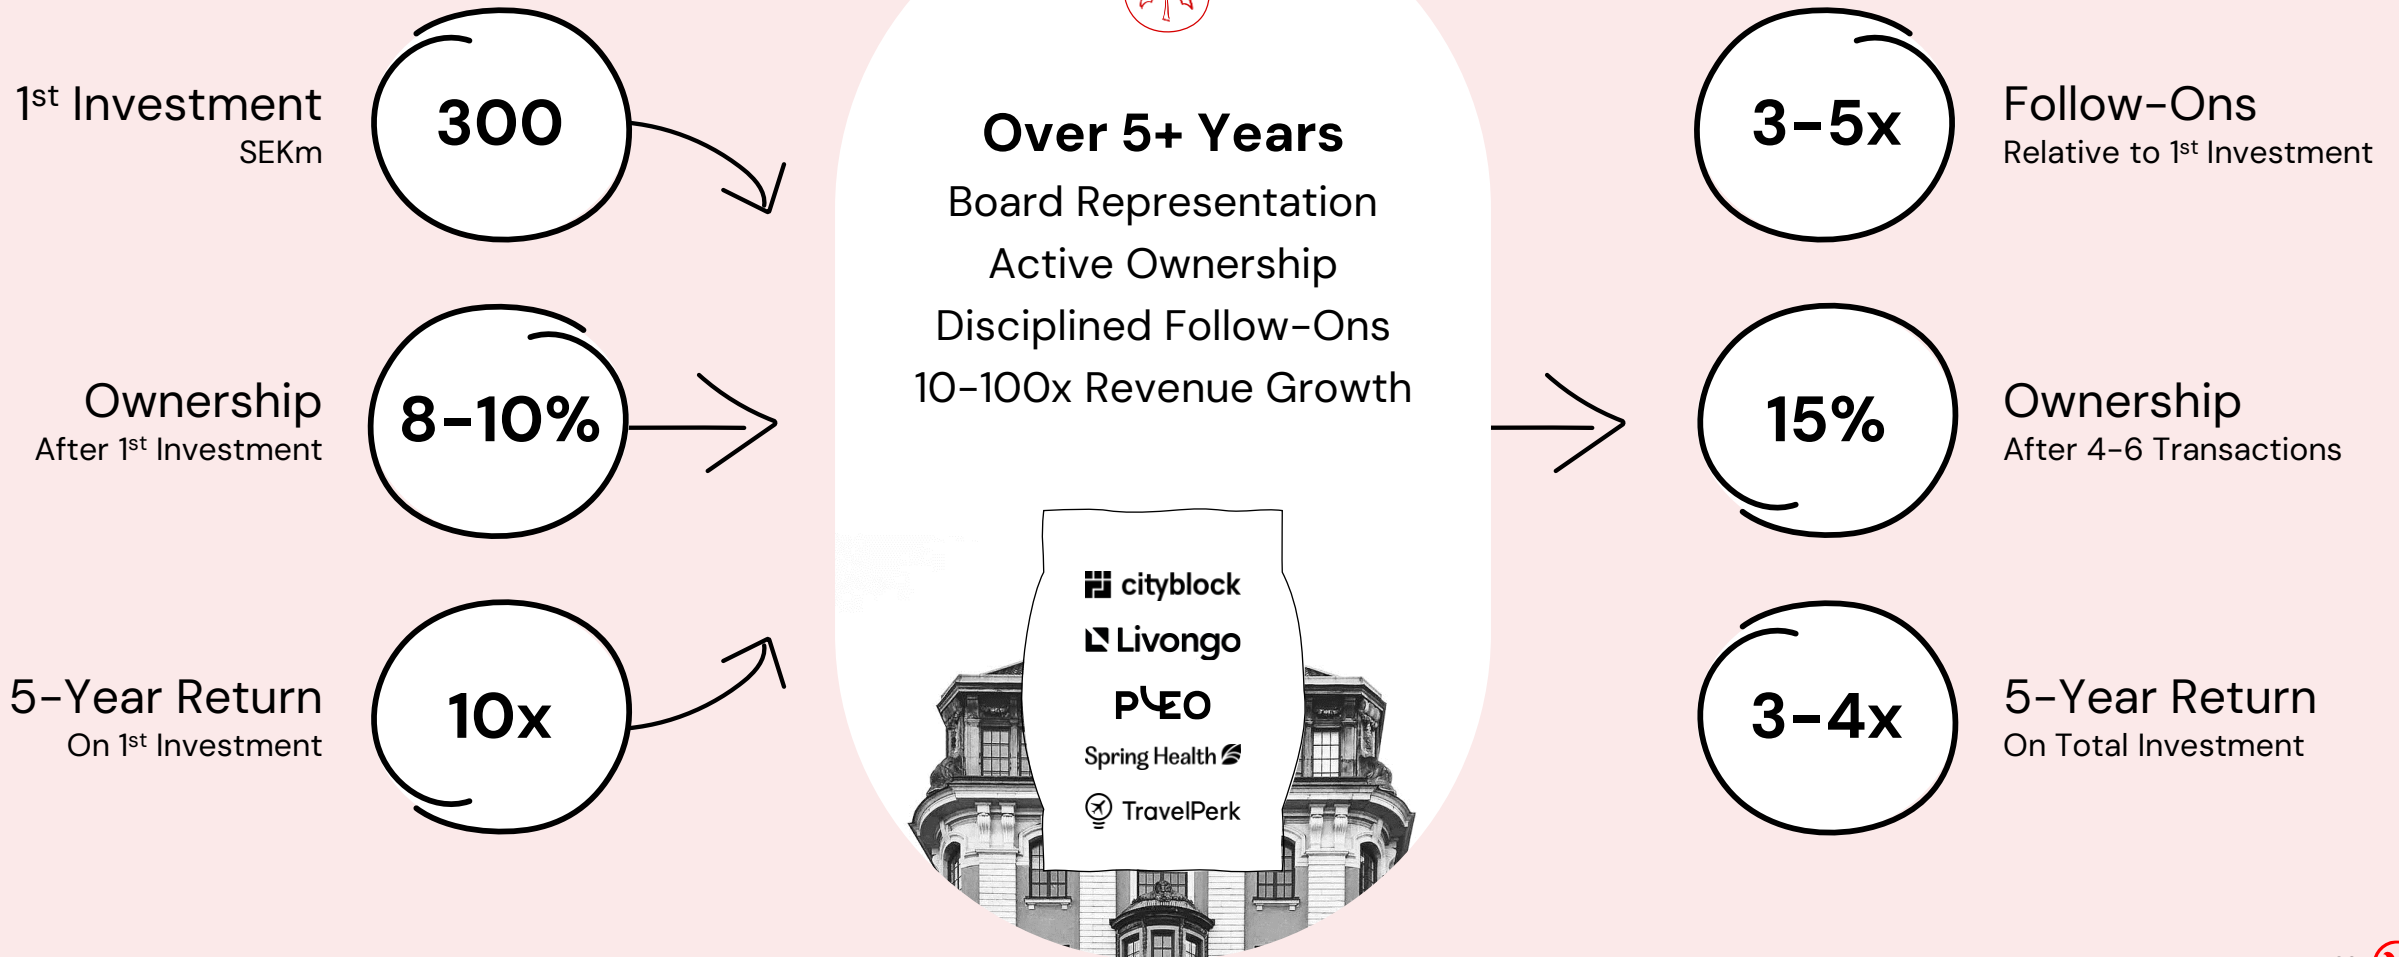 1st Investment
SEKm
300
Ownership
After 1st Investment
8-10%
5-Year Return
On 1st Investment
10x
Over 5+ Years
Board Representation
Active Ownership
Disciplined Follow-Ons
10-100x Revenue Growth
cityblock
Livongo
PLEO
Spring Health
TravelPerk
3-5x
Follow-Ons
Relative to 1st Investment
15%
Ownership
After 4-6 Transactions
3-4x
5-Year Return
On Total Investment